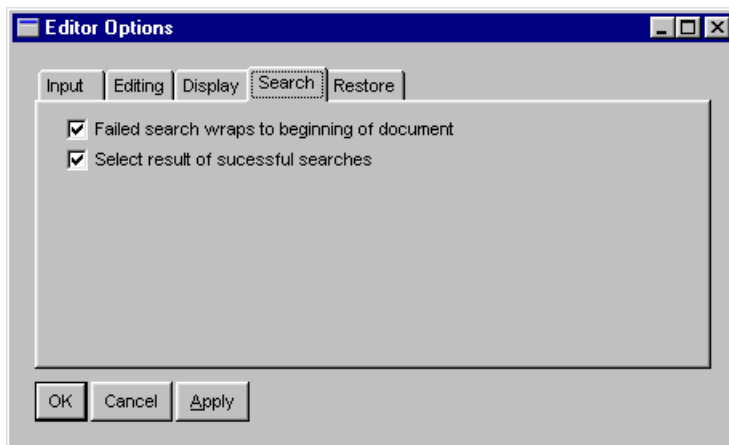 Editor Options
Input Editing Display Search Restore
Failed search wraps to beginning of document
Select result of sucessful searches
OK Cancel Apply